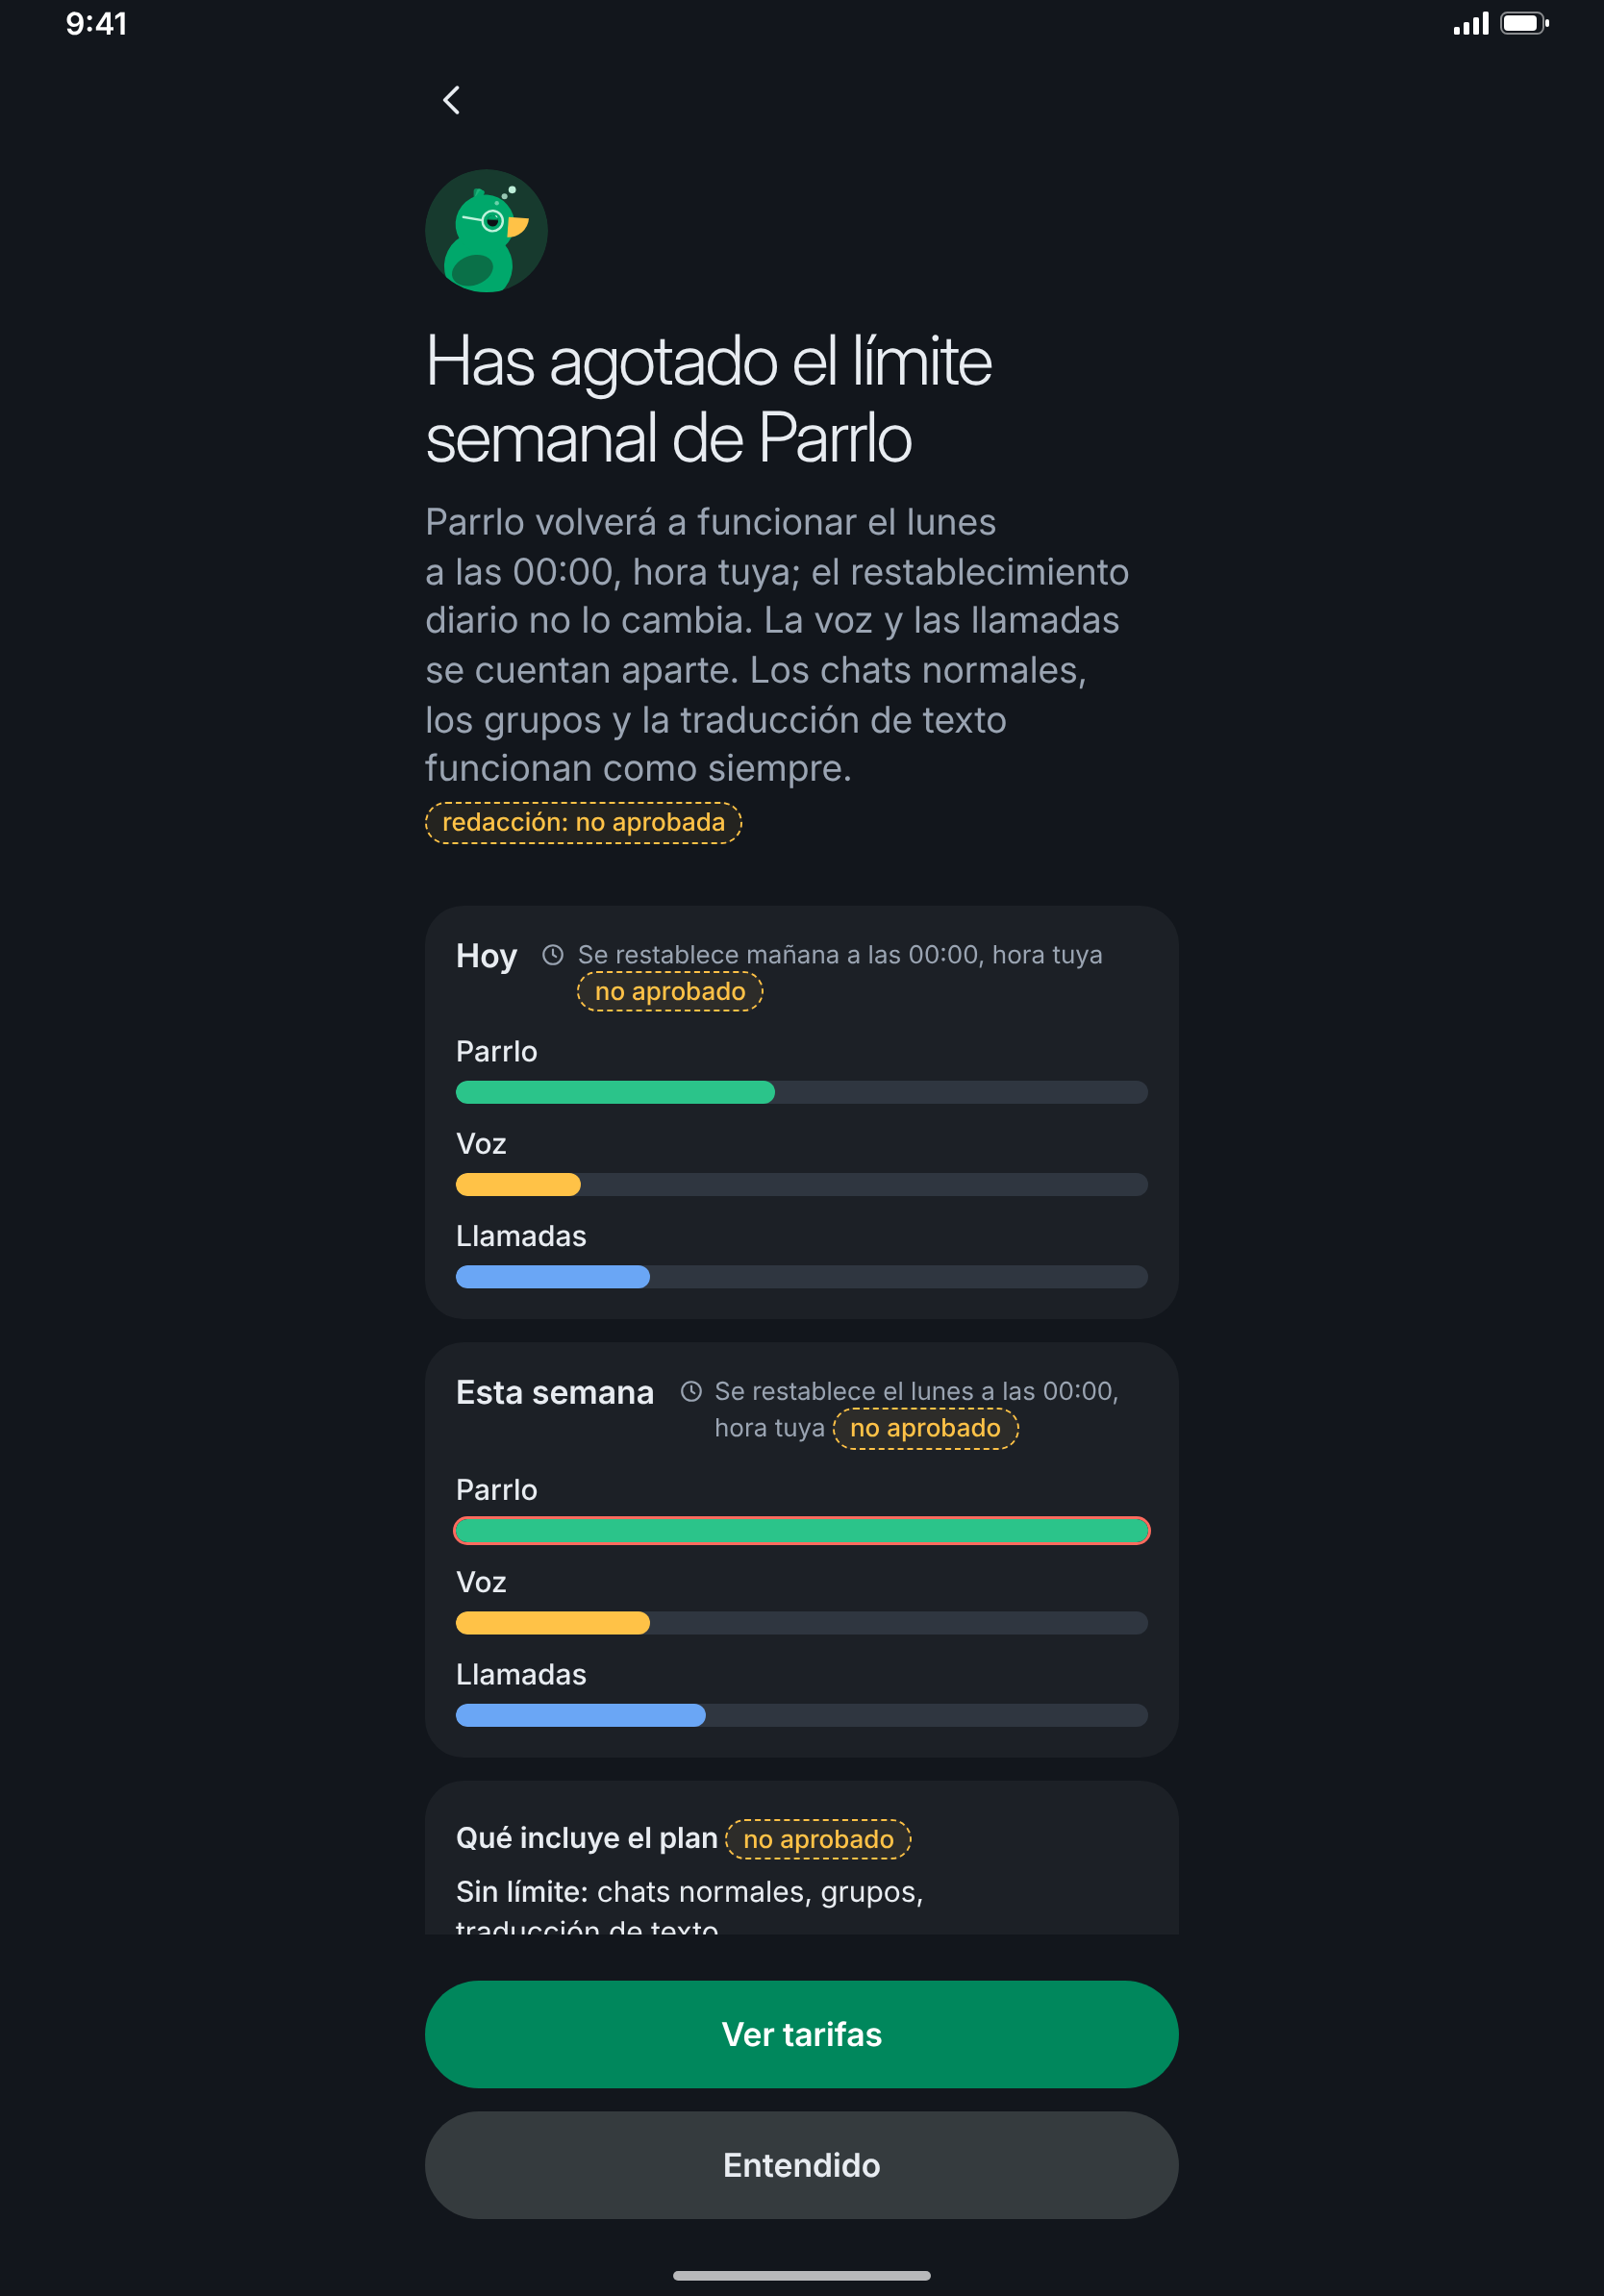 9:41
Has agotado el límite
semanal de Parrlo
Parrlo volverá a funcionar el lunes
a las 00:00, hora tuya; el restablecimiento
diario no lo cambia. La voz y las llamadas
se cuentan aparte. Los chats normales,
los grupos y la traducción de texto
funcionan como siempre.
redacción: no aprobada
Hoy Se restablece mañana a las 00:00, hora tuya
no aprobado
Parrlo
Voz
Llamadas
Esta semana Se restablece el lunes a las 00:00,
hora tuya no aprobado
Parrlo
Voz
Llamadas
Qué incluye el plan no aprobado
Sin límite: chats normales, grupos,
traducción de texto
Ver tarifas
Entendido